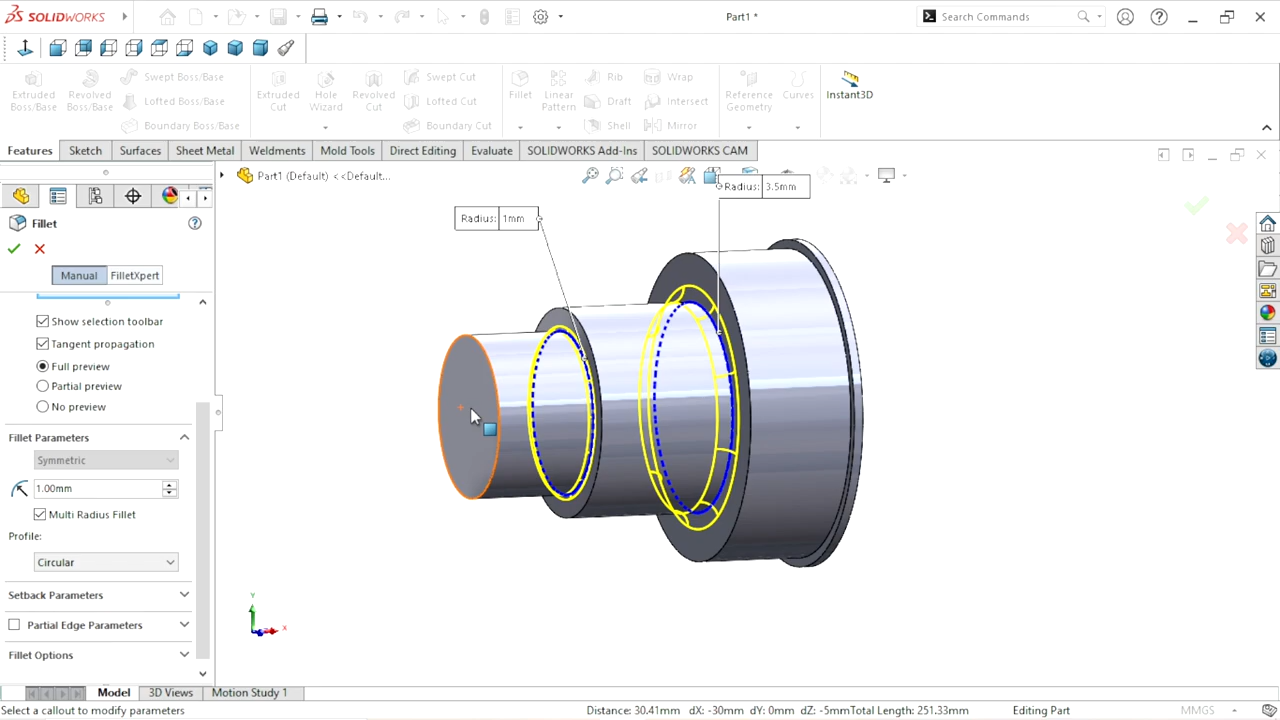 SOLIDWORKS
Part1 *
Search Commands
Extruded Boss/Base
Revolved Boss/Base
Swept Boss/Base
Lofted Boss/Base
Boundary Boss/Base
Extruded Cut
Hole Wizard
Revolved Cut
Swept Cut
Lofted Cut
Boundary Cut
Fillet
Linear Pattern
Rib
Draft
Shell
Wrap
Intersect
Mirror
Reference Geometry
Curves
Instant3D
Features
Sketch
Surfaces
Sheet Metal
Weldments
Mold Tools
Direct Editing
Evaluate
SOLIDWORKS Add-Ins
SOLIDWORKS CAM
Part1 (Default) <<Default...
Fillet
Manual
FilletXpert
Show selection toolbar
Tangent propagation
Full preview
Partial preview
No preview
Fillet Parameters
Symmetric
1.00mm
Multi Radius Fillet
Profile:
Circular
Setback Parameters
Partial Edge Parameters
Fillet Options
Radius: 1mm
Radius: 3.5mm
Y
X
Model
3D Views
Motion Study 1
Select a callout to modify parameters
Distance: 30.41mm dX: -30mm dY: 0mm dZ: -5mmTotal Length: 251.33mm
Editing Part
MMGS